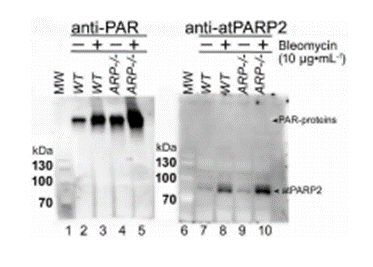 anti-PAR anti-atPARP2
− + − + − + − + Bleomycin
(10 µg•mL⁻¹)
MW WT WT ARP-/- ARP-/- MW WT WT ARP-/- ARP-/-
PAR-proteins
kDa kDa
130 130
100 100
70 70
atPARP2
1 2 3 4 5 6 7 8 9 10